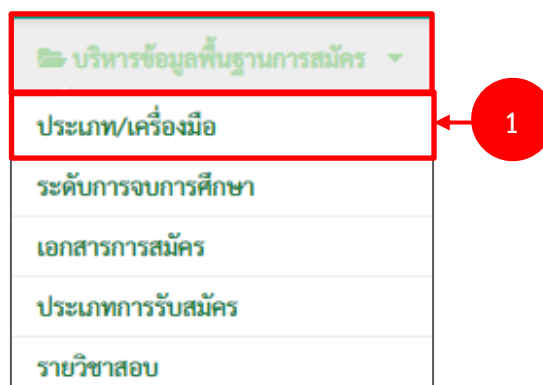 บริหารข้อมูลพื้นฐานการสมัคร
ประเภท/เครื่องมือ
1
ระดับการจบการศึกษา
เอกสารการสมัคร
ประเภทการรับสมัคร
รายวิชาสอบ